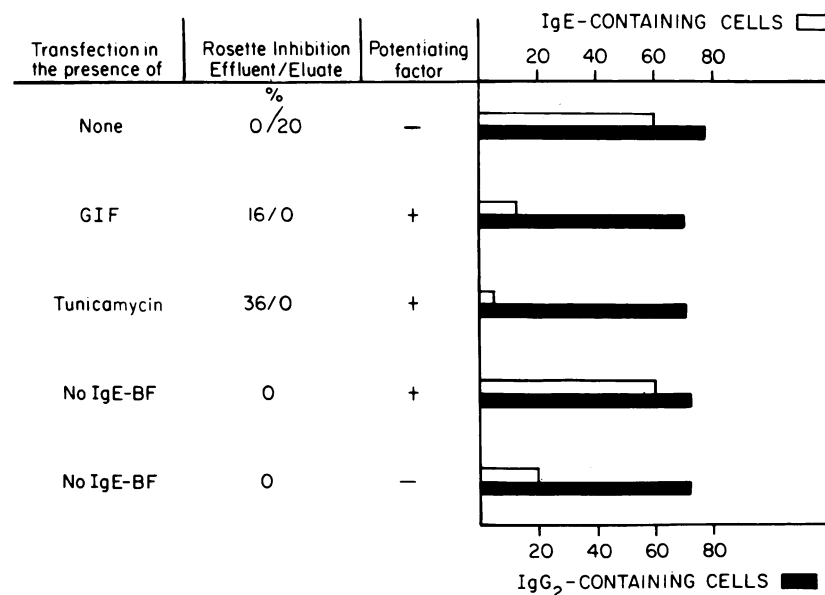 IgE-CONTAINING CELLS
Transfection in the presence of
Rosette Inhibition Effluent/Eluate
Potentiating factor
20 40 60 80
%
None 0/20 –
GIF 16/0 +
Tunicamycin 36/0 +
No IgE-BF 0 +
No IgE-BF 0 –
20 40 60 80
IgG2-CONTAINING CELLS